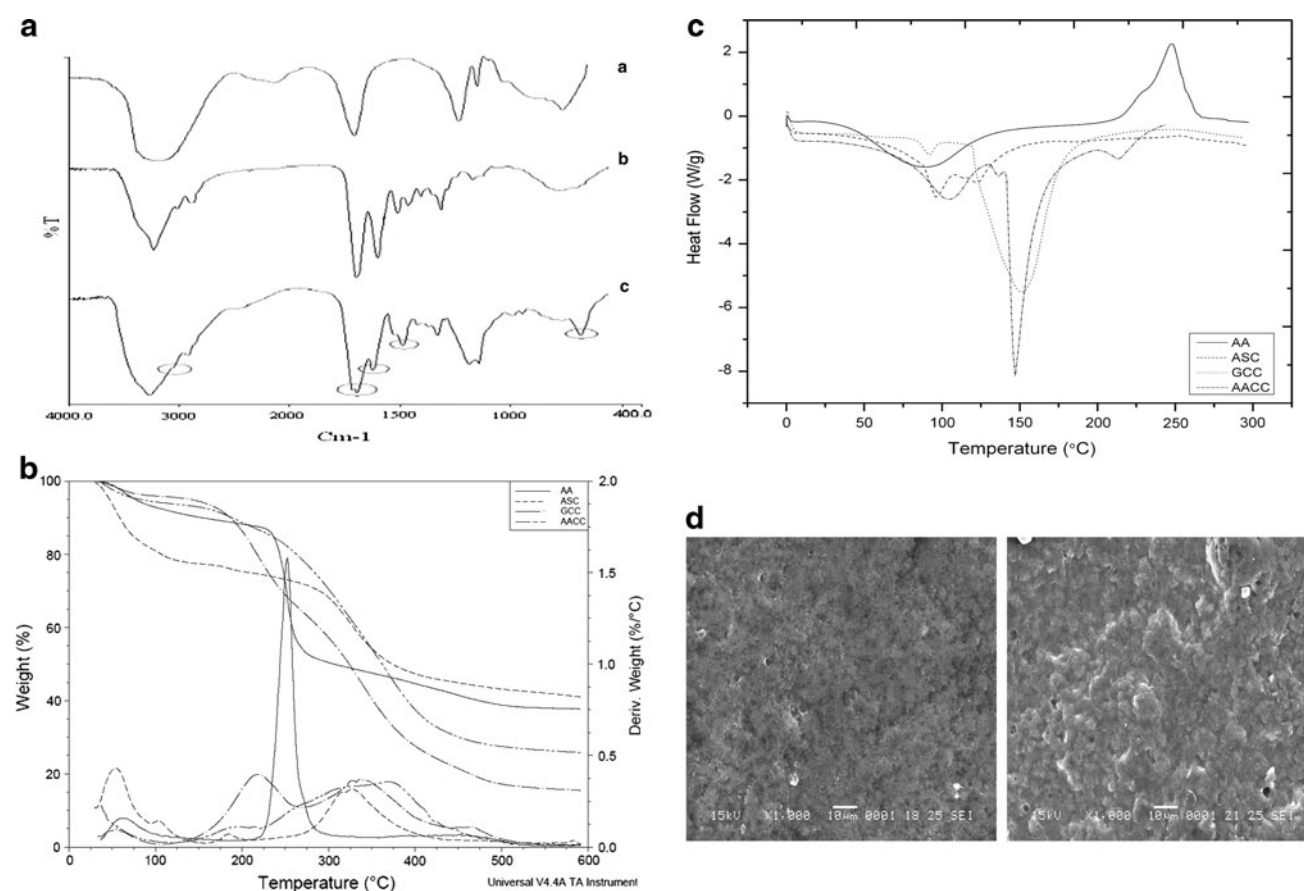 a
a
b
c
%T
4000.0 3000 2000 1500 1000 400.0
Cm-1
b
100
80
60
40
20
0
Weight (%)
2.0
1.5
1.0
0.5
0.0
Deriv. Weight (%/°C)
AA
ASC
GCC
AACC
0 100 200 300 400 500 600
Temperature (°C)
Universal V4.4A TA Instrument
c
2
0
-2
-4
-6
-8
Heat Flow (W/g)
AA
ASC
GCC
AACC
0 50 100 150 200 250 300
Temperature (°C)
d
15kV X1,000 10µm 0001 18 25 SEI
15kV X1,000 10µm 0001 21 25 SEI